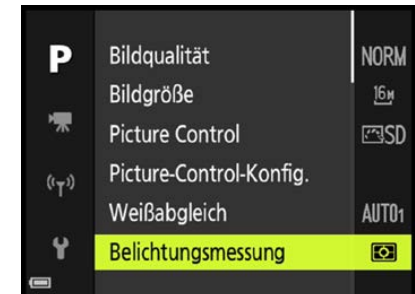 P
Bildqualität NORM
Bildgröße 16M
Picture Control SD
Picture-Control-Konfig.
Weißabgleich AUTO1
Belichtungsmessung